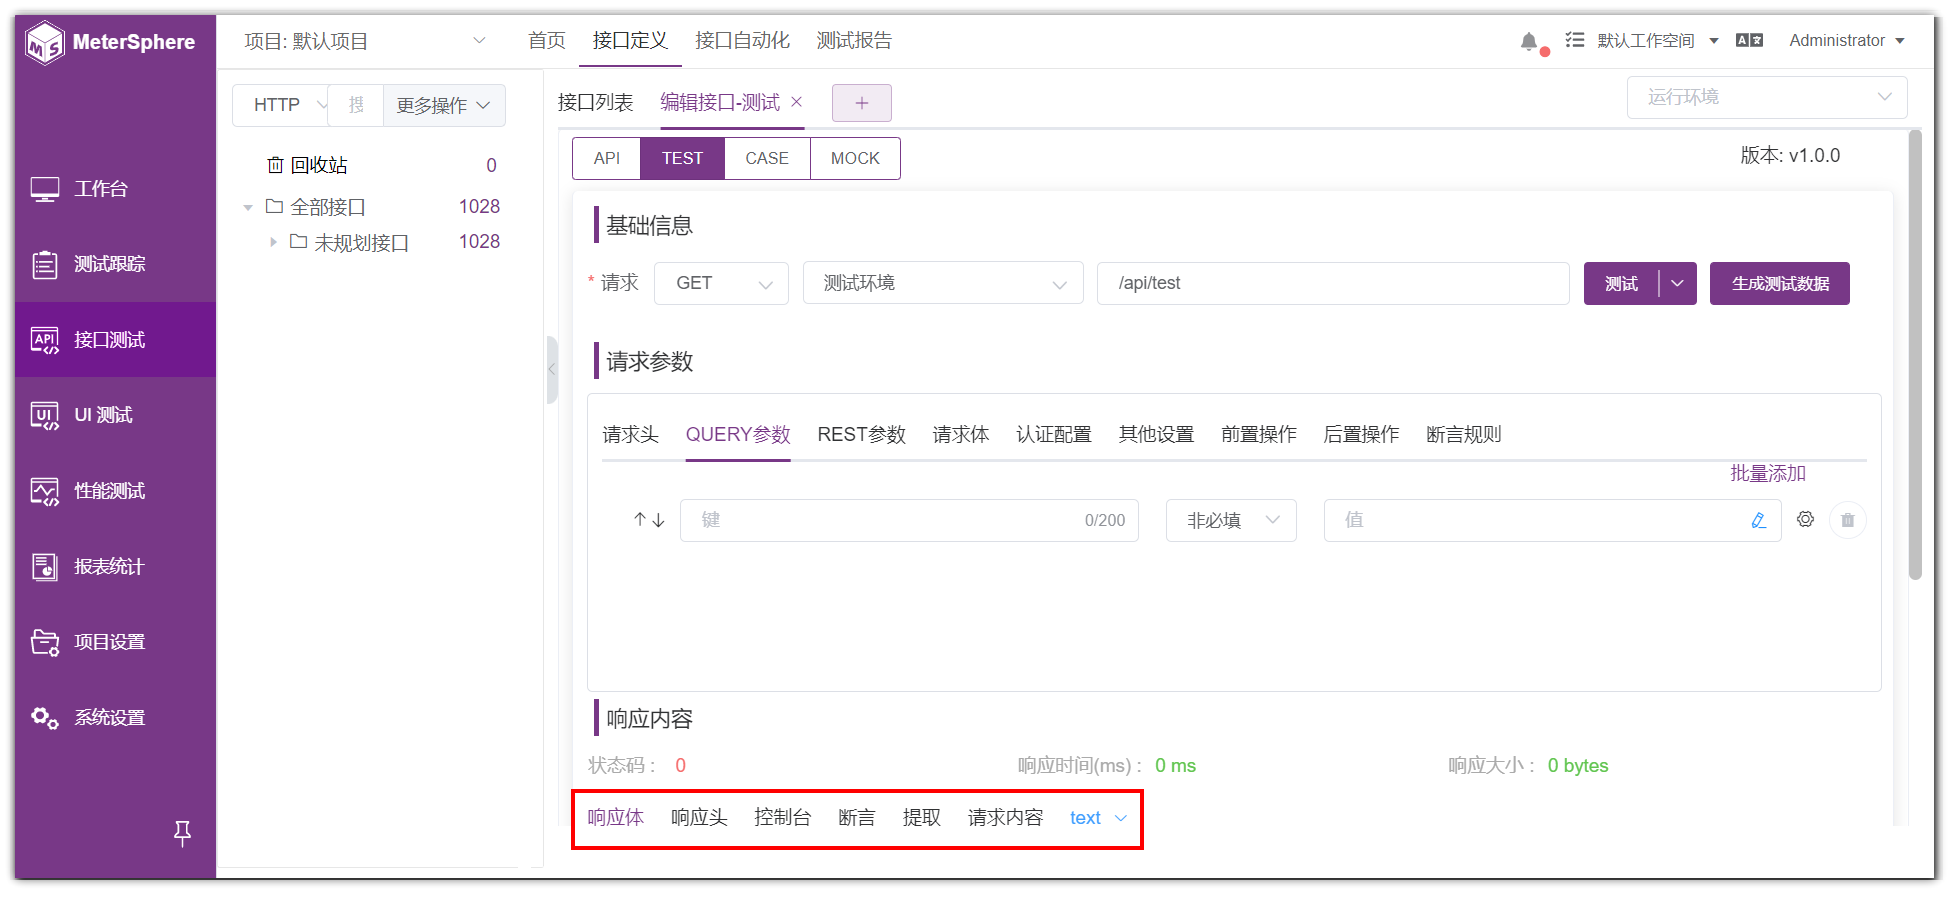 MeterSphere
项目: 默认项目
首页 接口定义 接口自动化 测试报告
默认工作空间
Administrator
工作台
测试跟踪
API 接口测试
UI UI 测试
性能测试
报表统计
项目设置
系统设置
HTTP 搜 更多操作
回收站 0
全部接口 1028
未规划接口 1028
接口列表 编辑接口-测试
运行环境
API TEST CASE MOCK
版本: v1.0.0
基础信息
* 请求 GET 测试环境 /api/test 测试 生成测试数据
请求参数
请求头 QUERY参数 REST参数 请求体 认证配置 其他设置 前置操作 后置操作 断言规则
批量添加
键 0/200 非必填 值
响应内容
状态码 : 0 响应时间(ms) : 0 ms 响应大小 : 0 bytes
响应体 响应头 控制台 断言 提取 请求内容 text